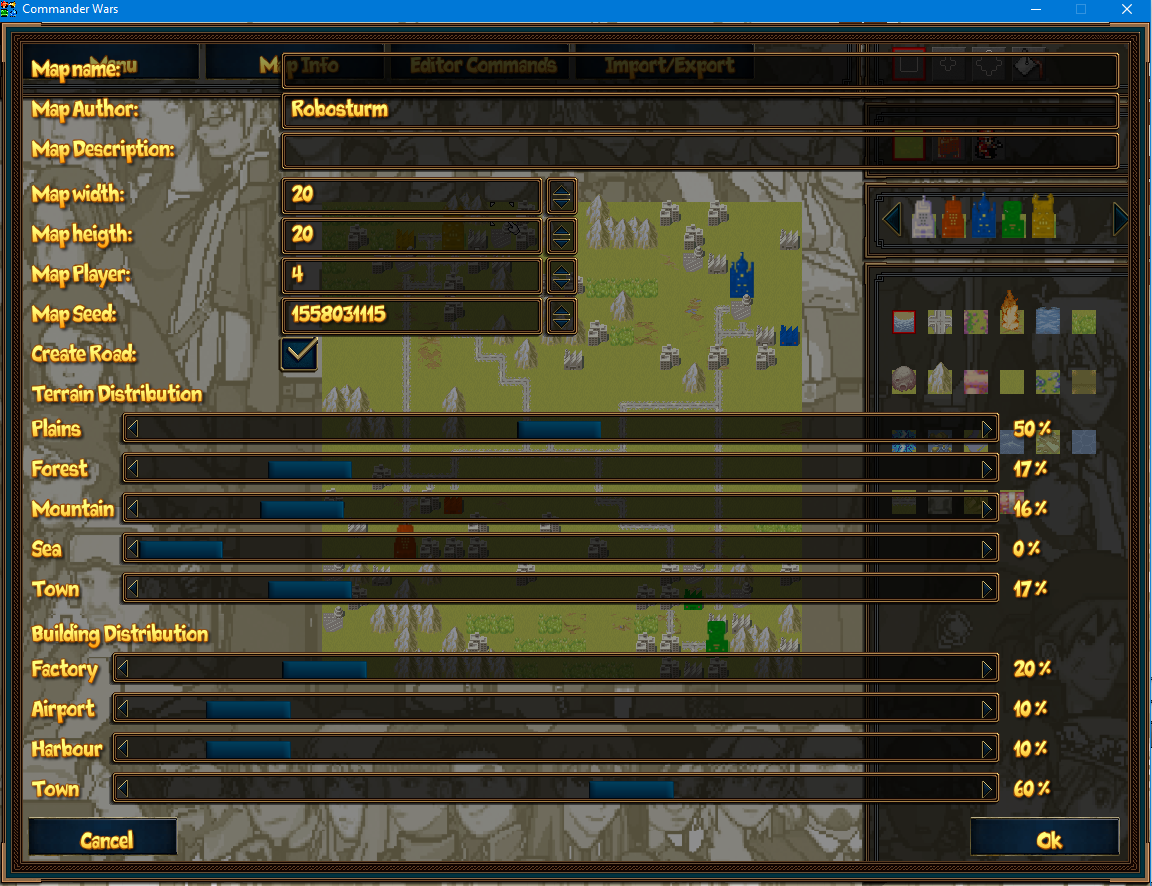 Commander Wars
Menu Map Info Editor Commands Import/Export
Map name:
Map Author: Robosturm
Map Description:
Map width: 20
Map heigth: 20
Map Player: 4
Map Seed: 1558031115
Create Road:
Terrain Distribution
Plains 50 %
Forest 17 %
Mountain 16 %
Sea 0 %
Town 17 %
Building Distribution
Factory 20 %
Airport 10 %
Harbour 10 %
Town 60 %
Cancel Ok